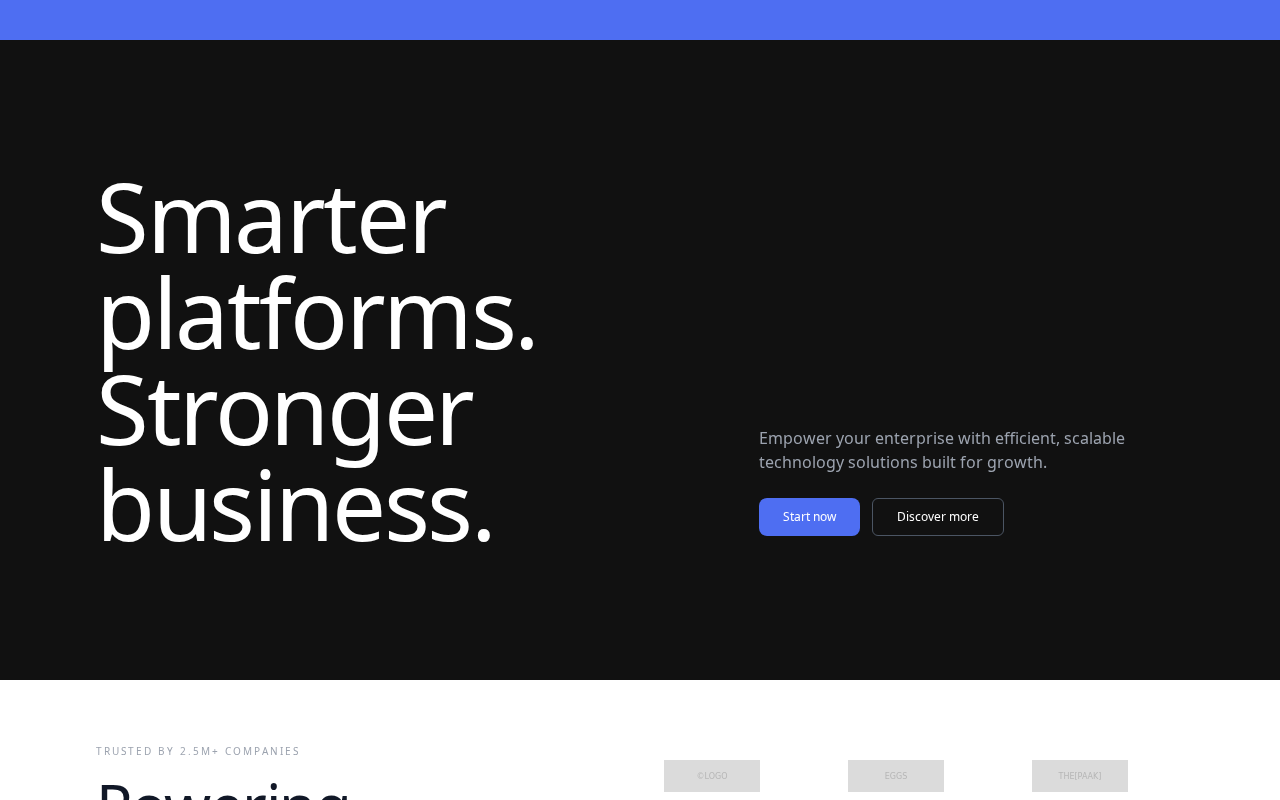 Smarter
platforms.
Stronger
business.
Empower your enterprise with efficient, scalable
technology solutions built for growth.
Start now
Discover more
TRUSTED BY 2.5M+ COMPANIES
Powering
©LOGO
EGGS
THE[PAAK]